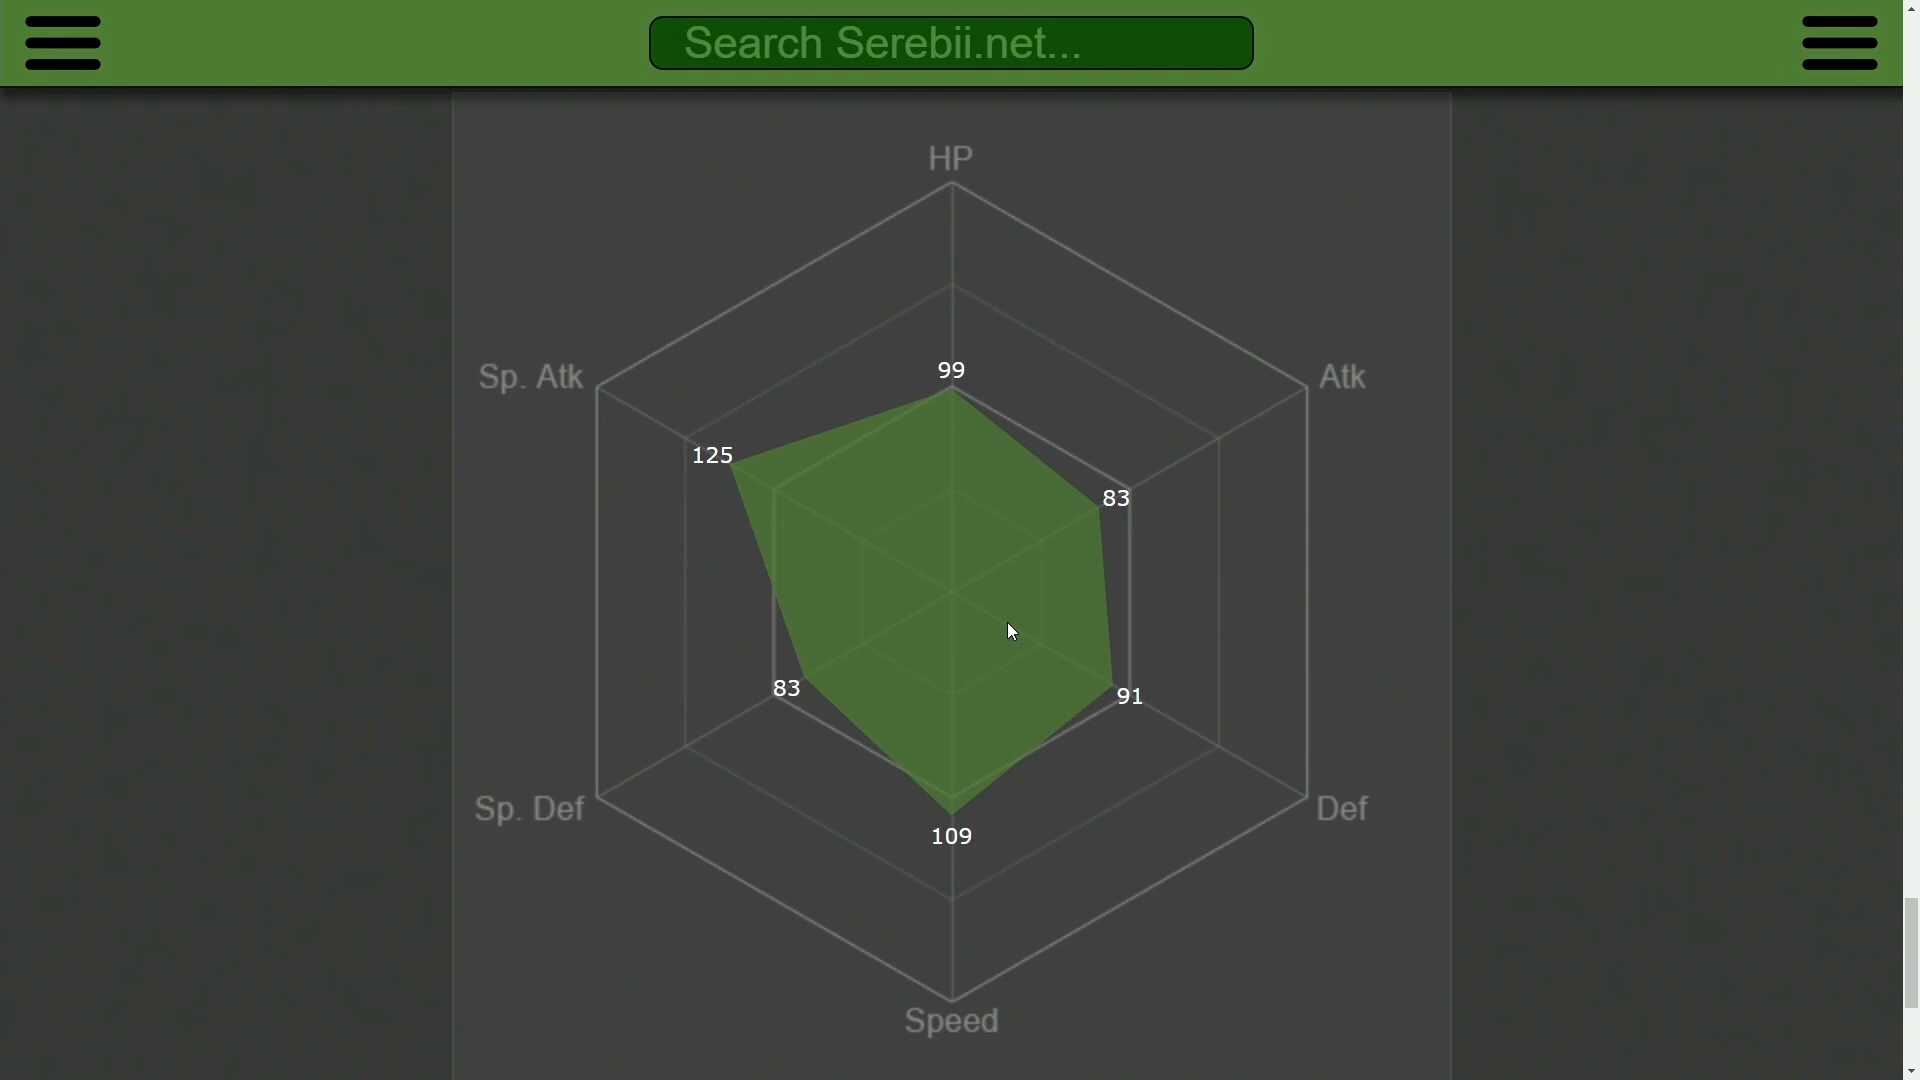 Search Serebii.net...
HP
Sp. Atk
Atk
99
125
83
83
91
109
Sp. Def
Def
Speed